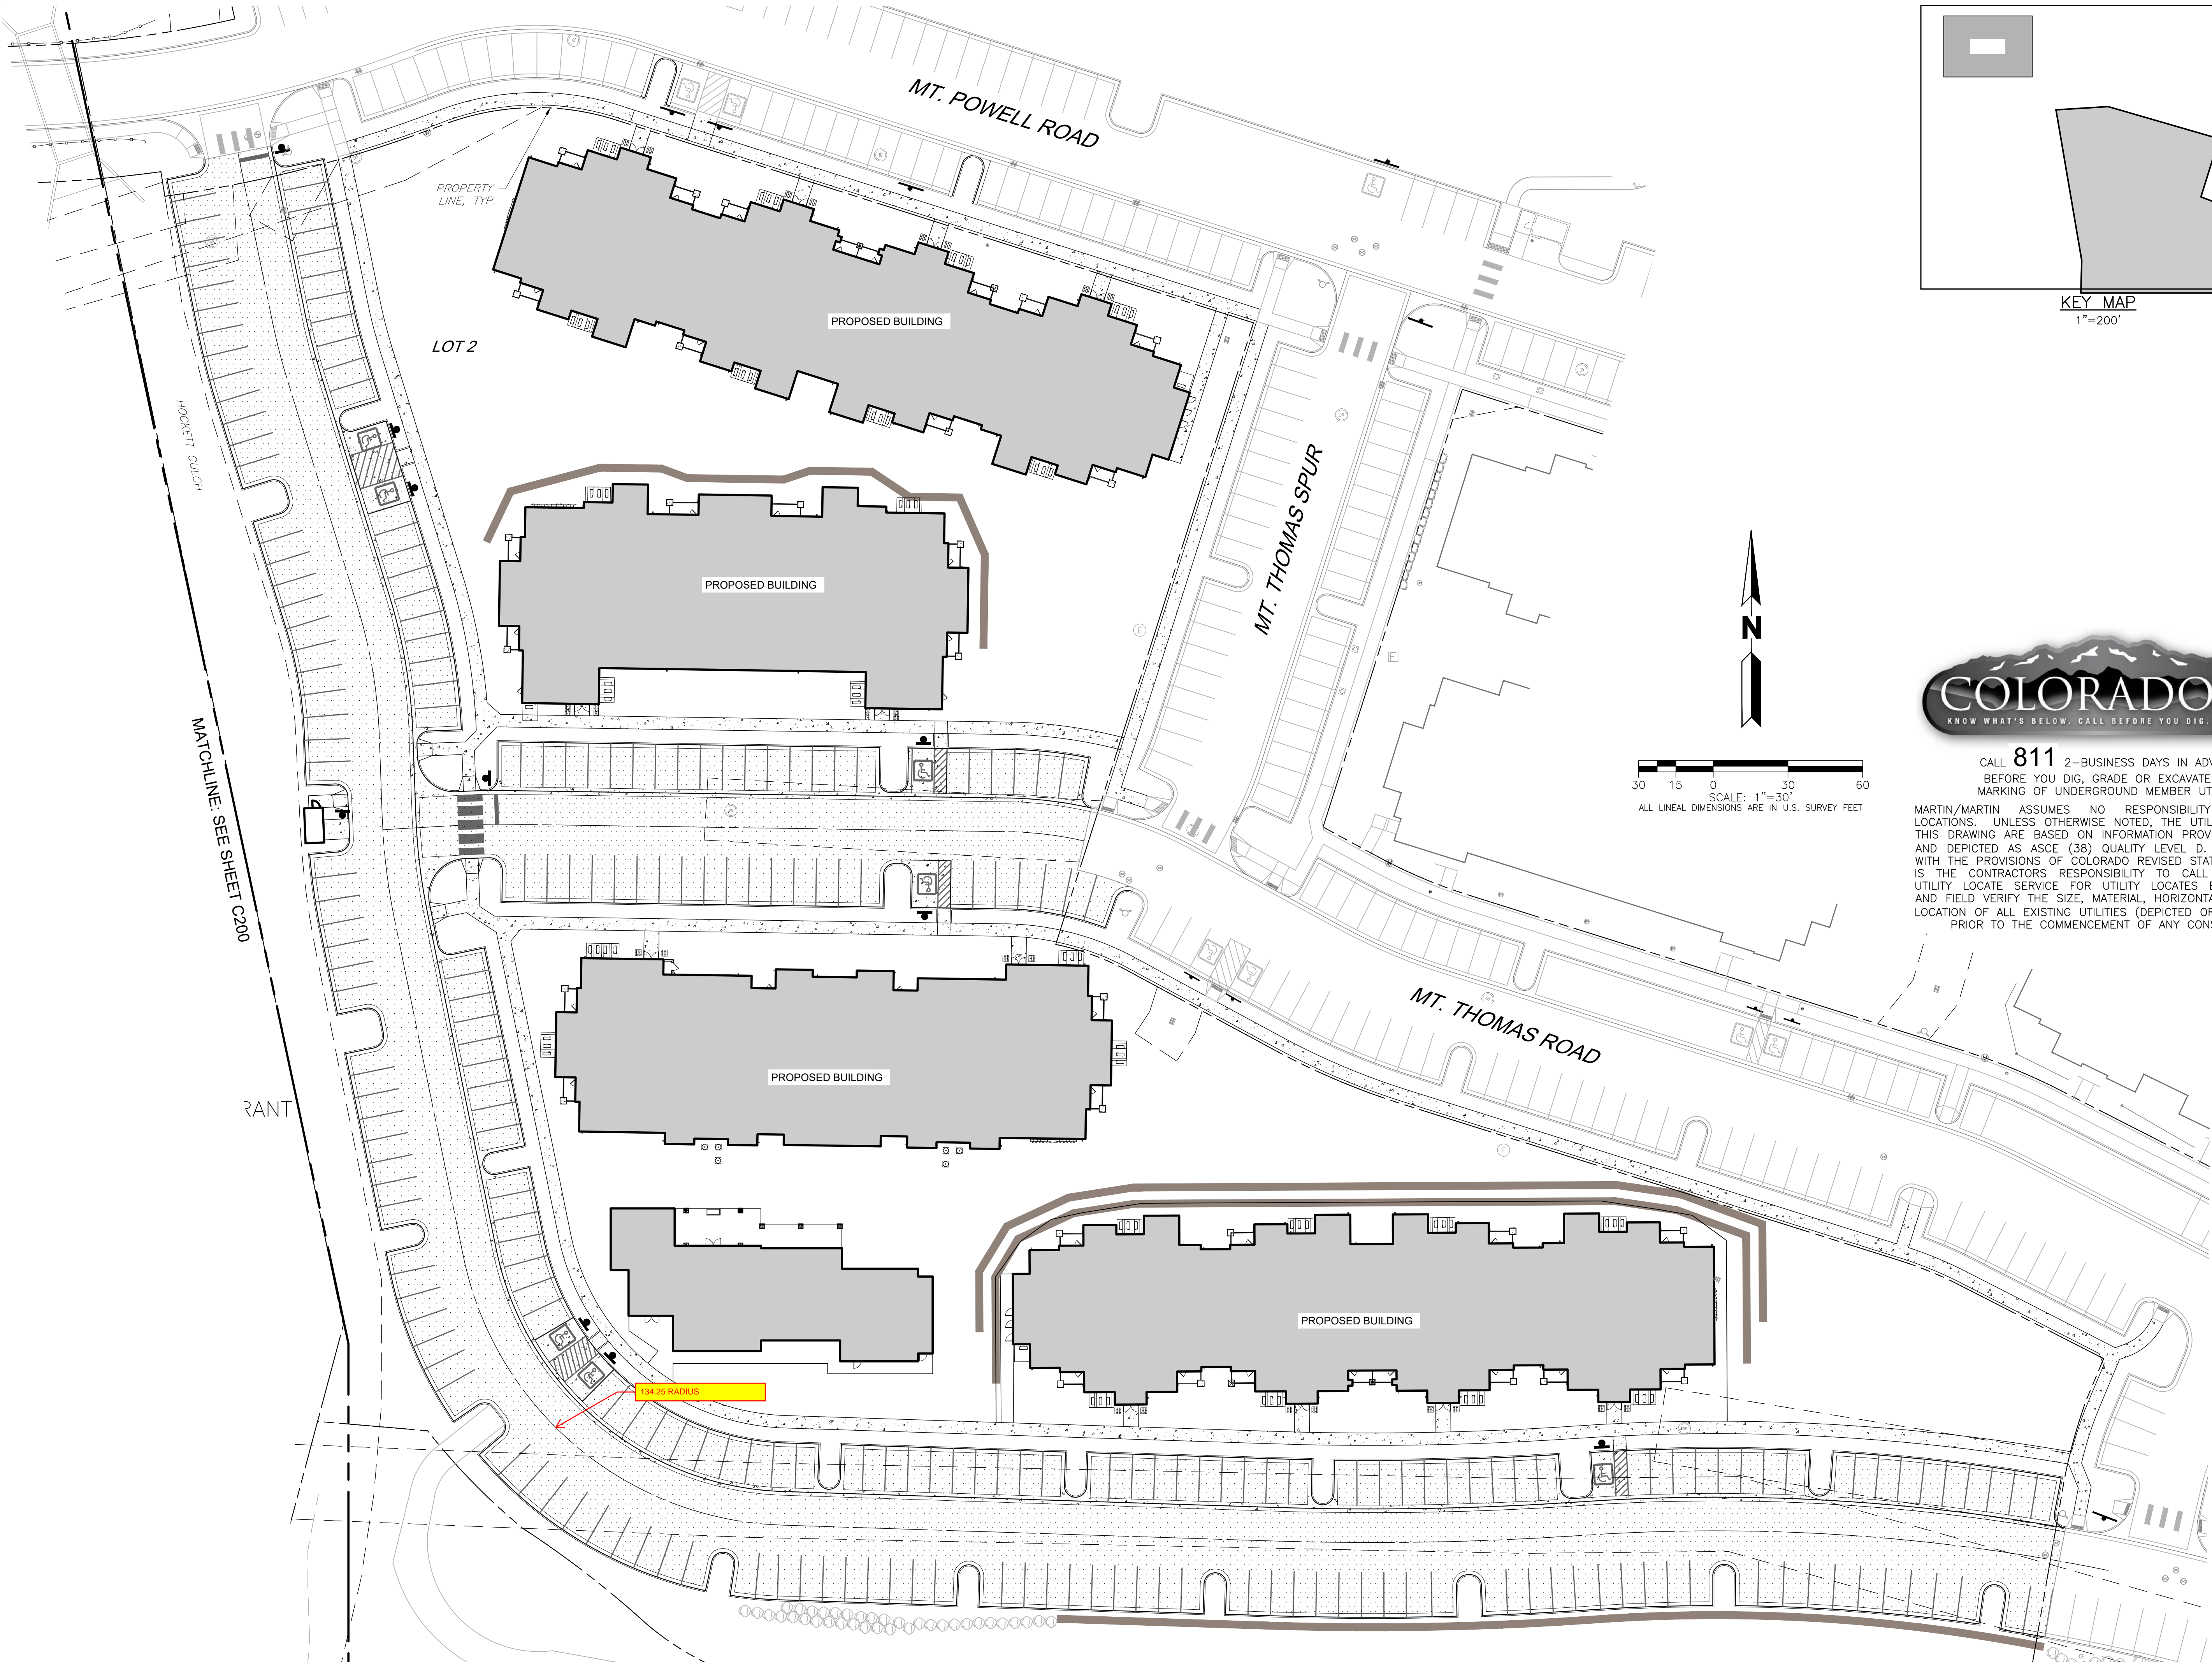 MT. POWELL ROAD
PROPERTY
LINE, TYP.
PROPOSED BUILDING
LOT 2
HOCKETT GULCH
KEY MAP
1"=200'
MT. THOMAS SPUR
PROPOSED BUILDING
E
E
N
30 15 0 30 60
SCALE: 1"=30'
ALL LINEAL DIMENSIONS ARE IN U.S. SURVEY FEET
COLORADO
KNOW WHAT'S BELOW. CALL BEFORE YOU DIG.
CALL 811 2-BUSINESS DAYS IN ADV
BEFORE YOU DIG, GRADE OR EXCAVATE
MARKING OF UNDERGROUND MEMBER UT
MARTIN/MARTIN ASSUMES NO RESPONSIBILITY
LOCATIONS. UNLESS OTHERWISE NOTED, THE UTIL
THIS DRAWING ARE BASED ON INFORMATION PROV
AND DEPICTED AS ASCE (38) QUALITY LEVEL D.
WITH THE PROVISIONS OF COLORADO REVISED STAT
IS THE CONTRACTORS RESPONSIBILITY TO CALL
UTILITY LOCATE SERVICE FOR UTILITY LOCATES B
AND FIELD VERIFY THE SIZE, MATERIAL, HORIZONTA
LOCATION OF ALL EXISTING UTILITIES (DEPICTED OR
PRIOR TO THE COMMENCEMENT OF ANY CONS
MATCHLINE: SEE SHEET C200
MT. THOMAS ROAD
PROPOSED BUILDING
RANT
E
PROPOSED BUILDING
134.25 RADIUS